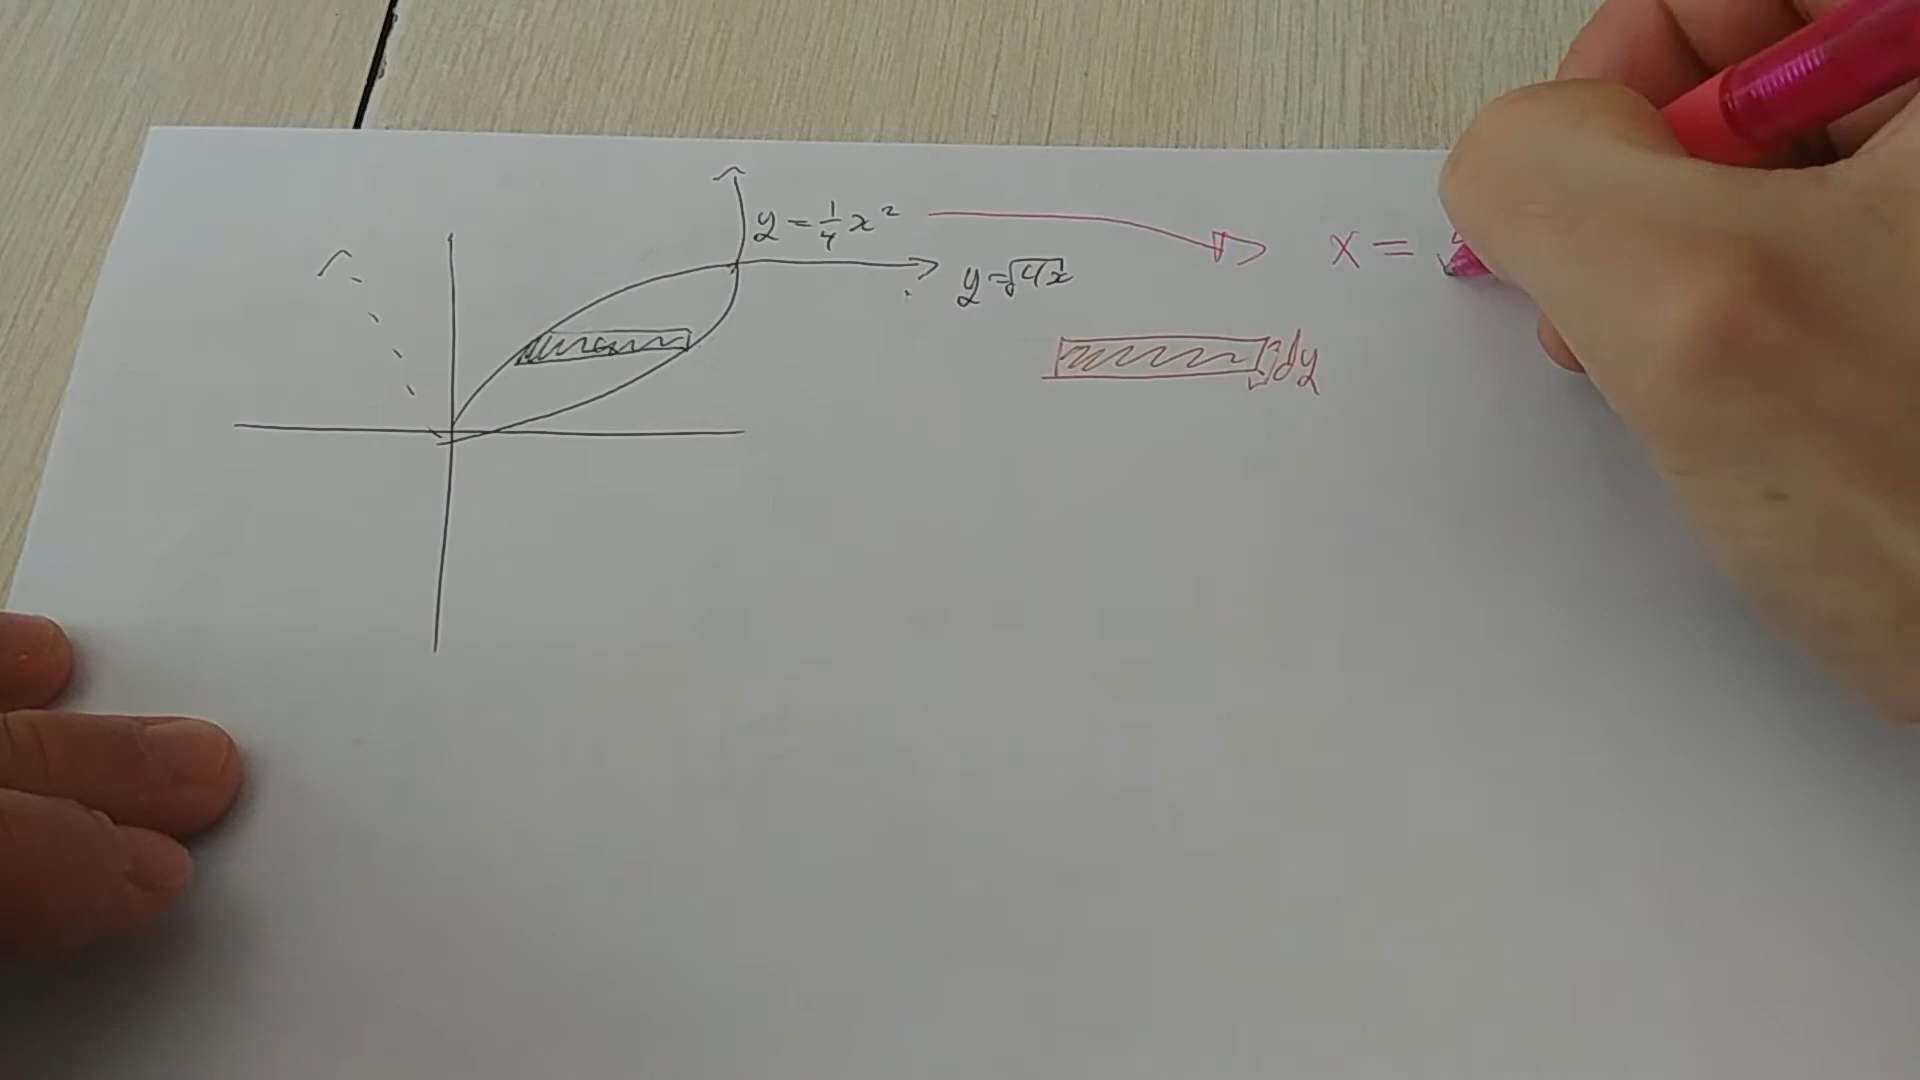 y = 1/4 x²
x =
y = √4x
dy